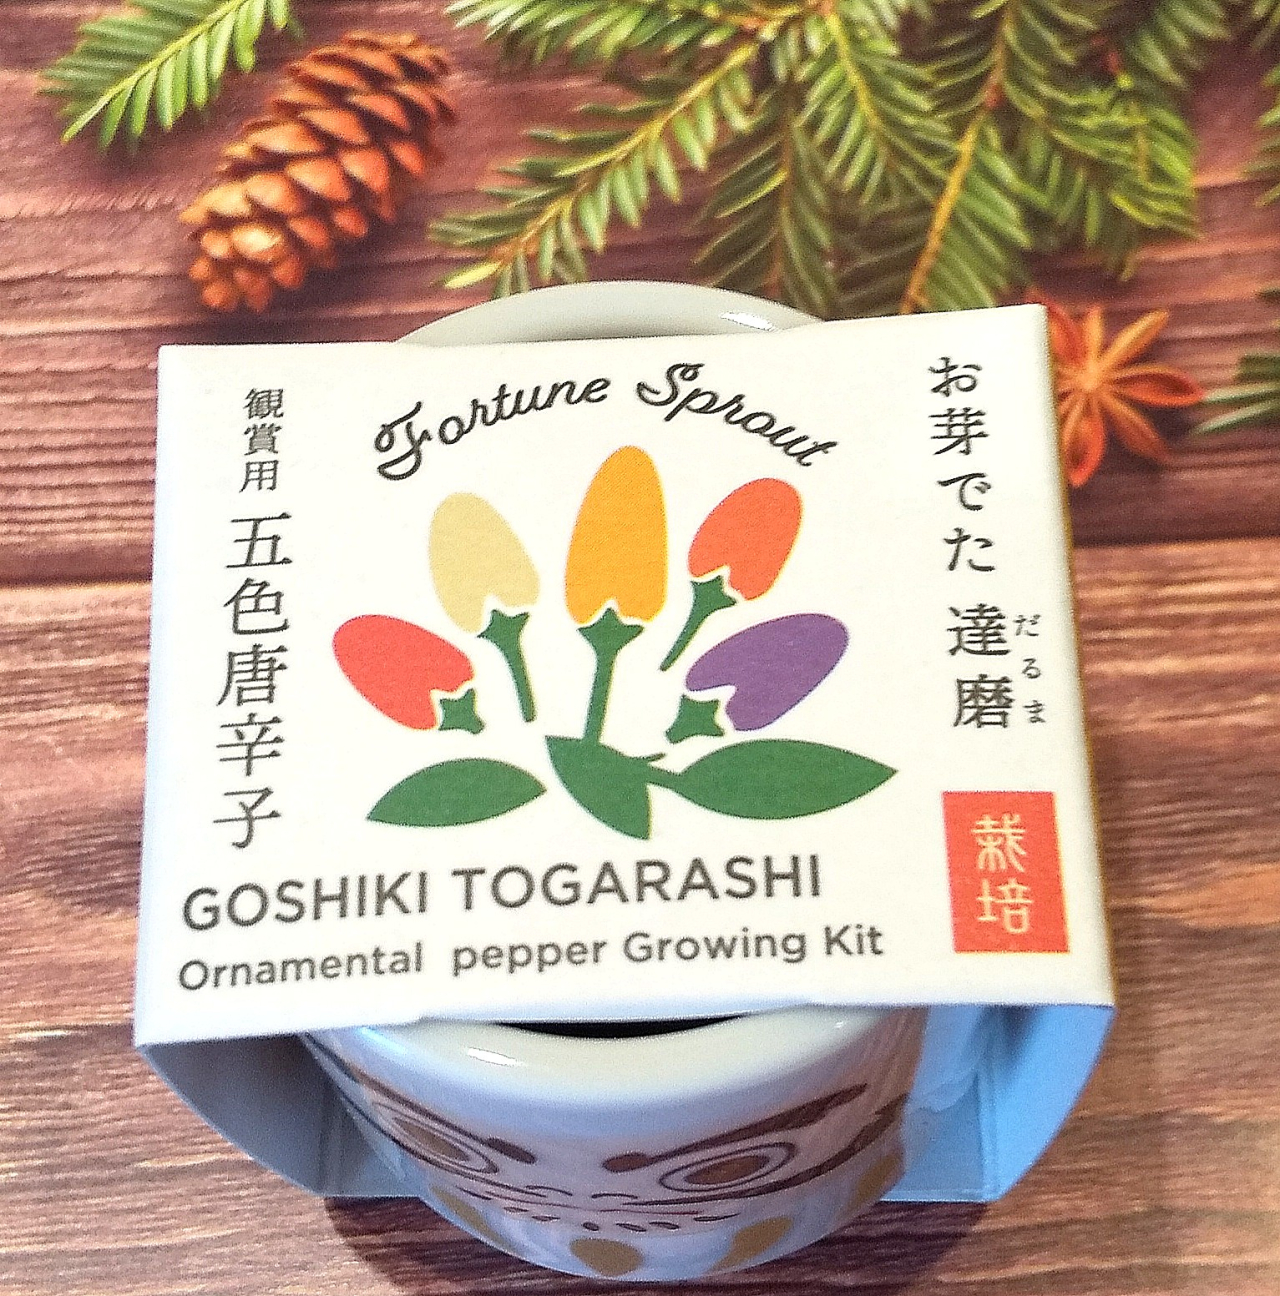 Fortune Sprout
お芽でた 達磨
だるま
栽培
観賞用 五色唐辛子
GOSHIKI TOGARASHI
Ornamental pepper Growing Kit